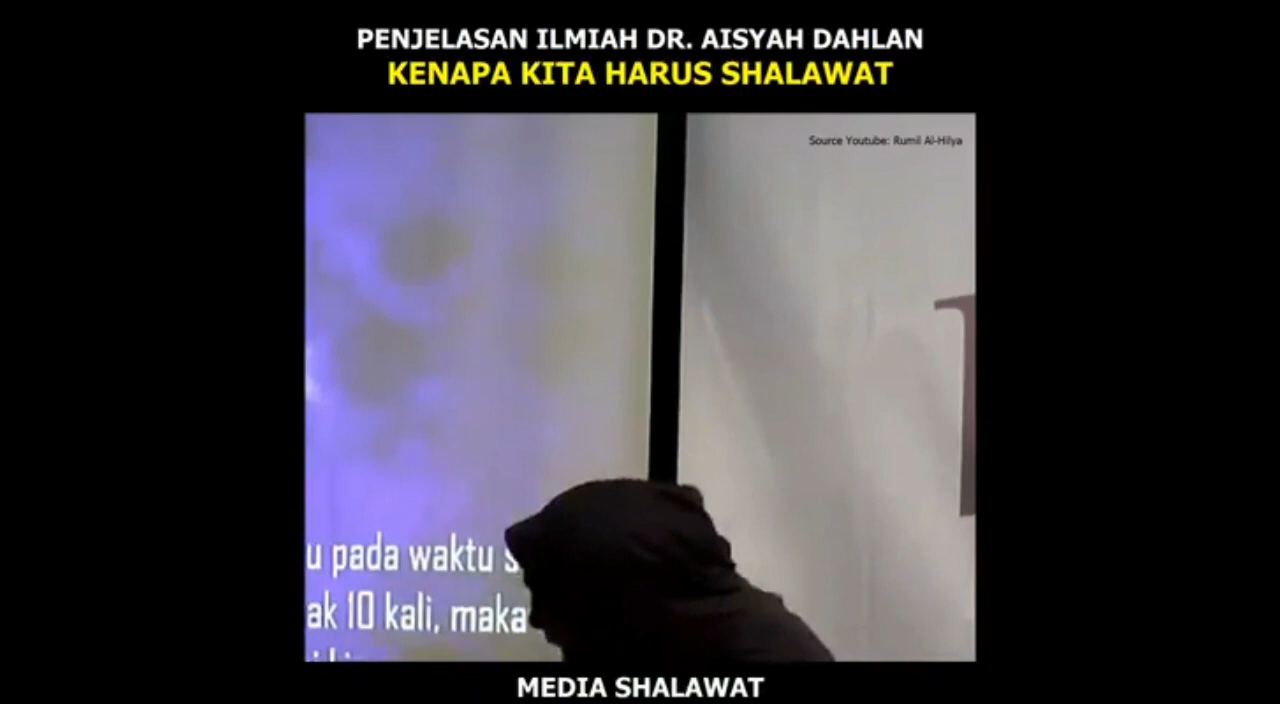 PENJELASAN ILMIAH DR. AISYAH DAHLAN
KENAPA KITA HARUS SHALAWAT
Source Youtube: Rumil Al-Hilya
u pada waktu s
ak 10 kali, maka
MEDIA SHALAWAT